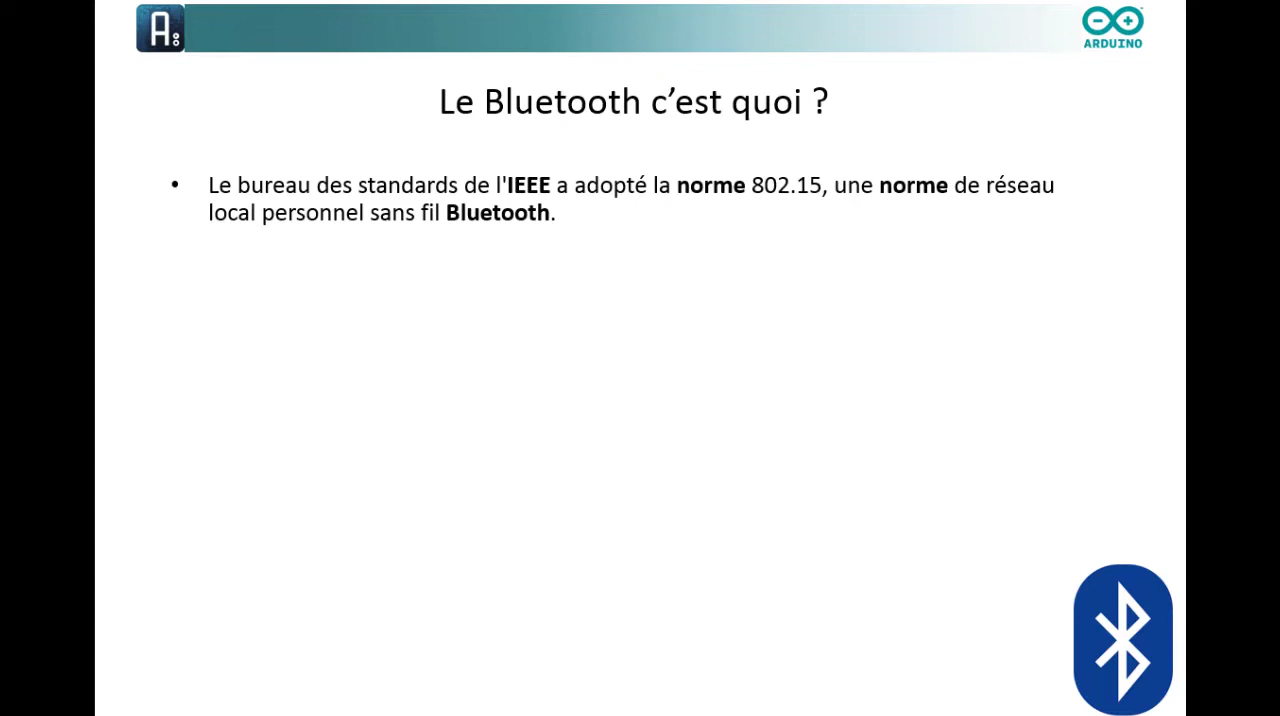 A:
ARDUINO
Le Bluetooth c’est quoi ?
• Le bureau des standards de l'IEEE a adopté la norme 802.15, une norme de réseau
local personnel sans fil Bluetooth.